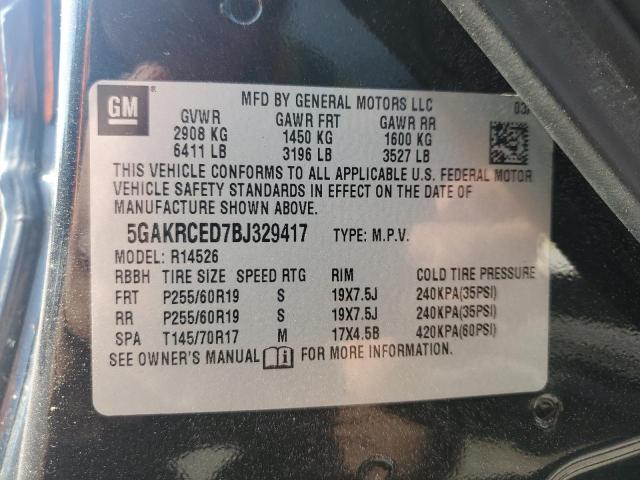 GM
MFD BY GENERAL MOTORS LLC
GVWR GAWR FRT GAWR RR
2908 KG 1450 KG 1600 KG
6411 LB 3196 LB 3527 LB
THIS VEHICLE CONFORMS TO ALL APPLICABLE U.S. FEDERAL MOTOR
VEHICLE SAFETY STANDARDS IN EFFECT ON THE DATE OF
MANUFACTURE SHOWN ABOVE.
5GAKRCED7BJ329417 TYPE: M.P.V.
MODEL: R14526
RBBH TIRE SIZE SPEED RTG RIM COLD TIRE PRESSURE
FRT P255/60R19 S 19X7.5J 240KPA(35PSI)
RR P255/60R19 S 19X7.5J 240KPA(35PSI)
SPA T145/70R17 M 17X4.5B 420KPA(60PSI)
SEE OWNER'S MANUAL FOR MORE INFORMATION.